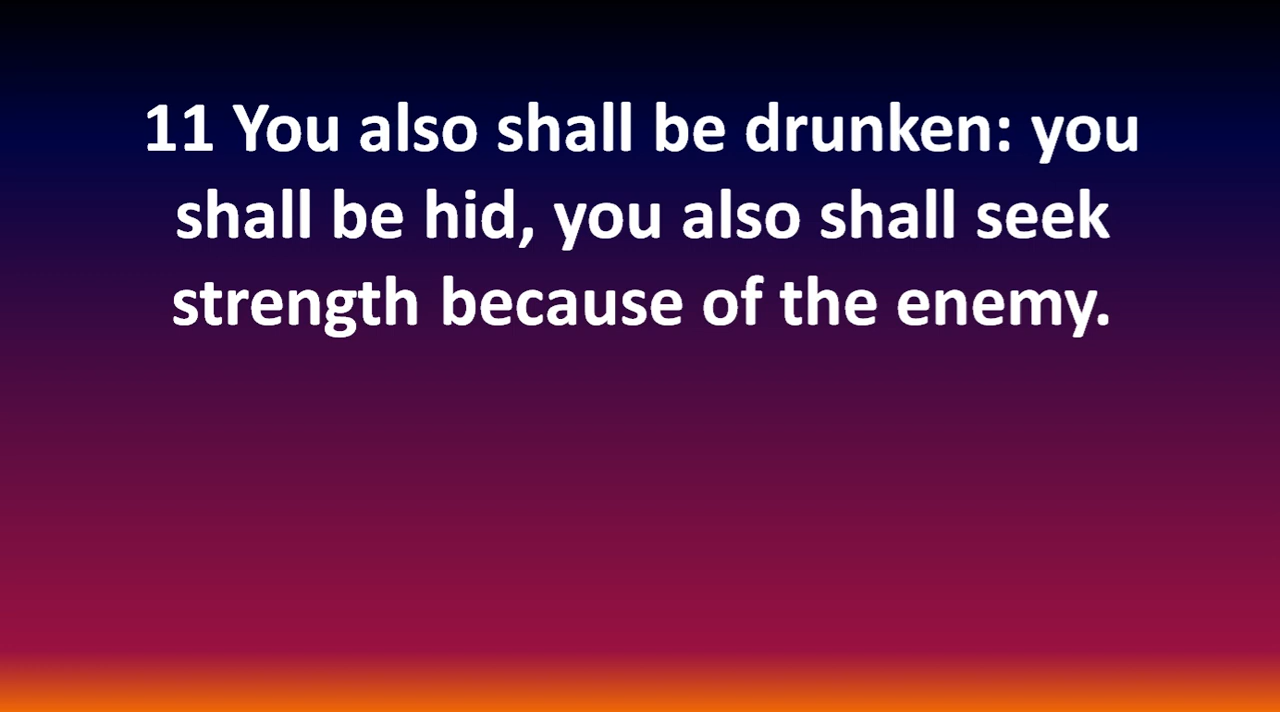 11 You also shall be drunken: you
shall be hid, you also shall seek
strength because of the enemy.